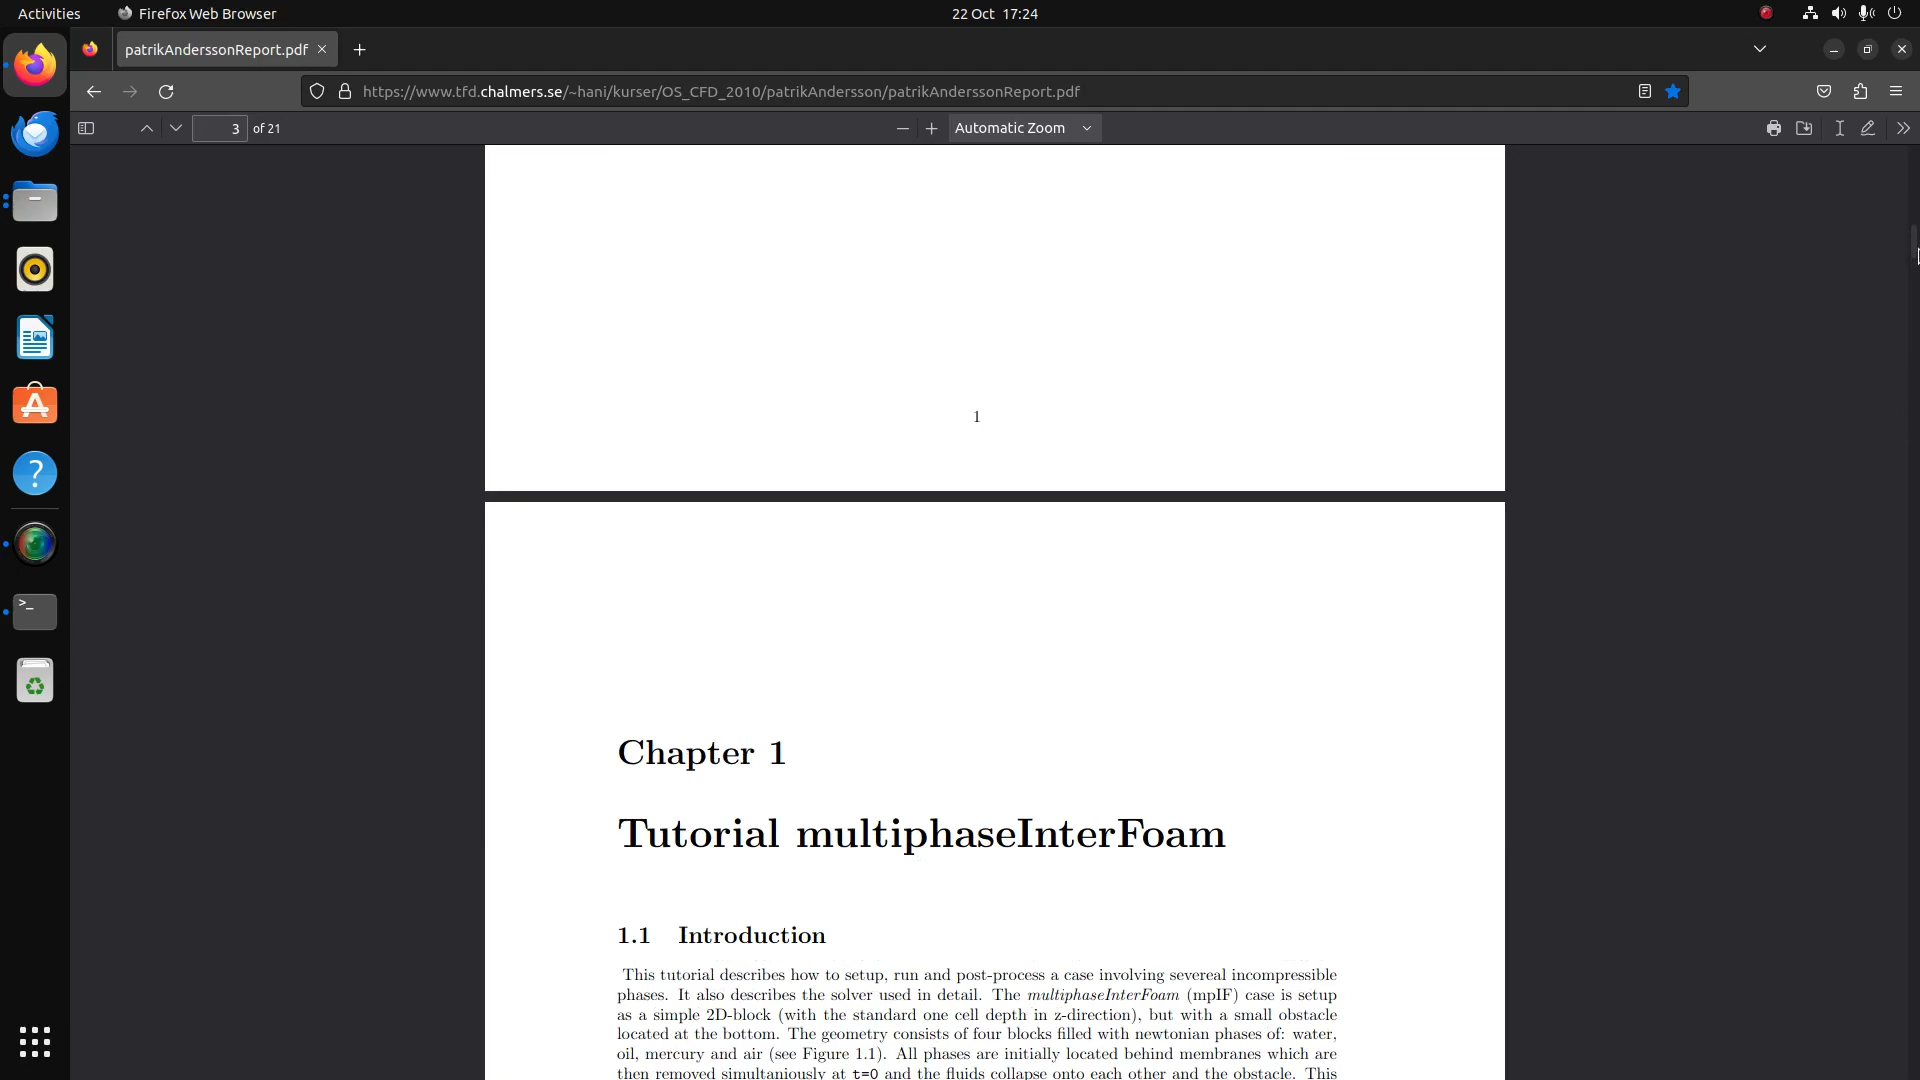 Activities
Firefox Web Browser
22 Oct 17:24
patrikAnderssonReport.pdf
https://www.tfd.chalmers.se/~hani/kurser/OS_CFD_2010/patrikAndersson/patrikAnderssonReport.pdf
3 of 21
Automatic Zoom
1
Chapter 1
Tutorial multiphaseInterFoam
1.1 Introduction
This tutorial describes how to setup, run and post-process a case involving severeal incompressible
phases. It also describes the solver used in detail. The multiphaseInterFoam (mpIF) case is setup
as a simple 2D-block (with the standard one cell depth in z-direction), but with a small obstacle
located at the bottom. The geometry consists of four blocks filled with newtonian phases of: water,
oil, mercury and air (see Figure 1.1). All phases are initially located behind membranes which are
then removed simultaniously at t=0 and the fluids collapse onto each other and the obstacle. This